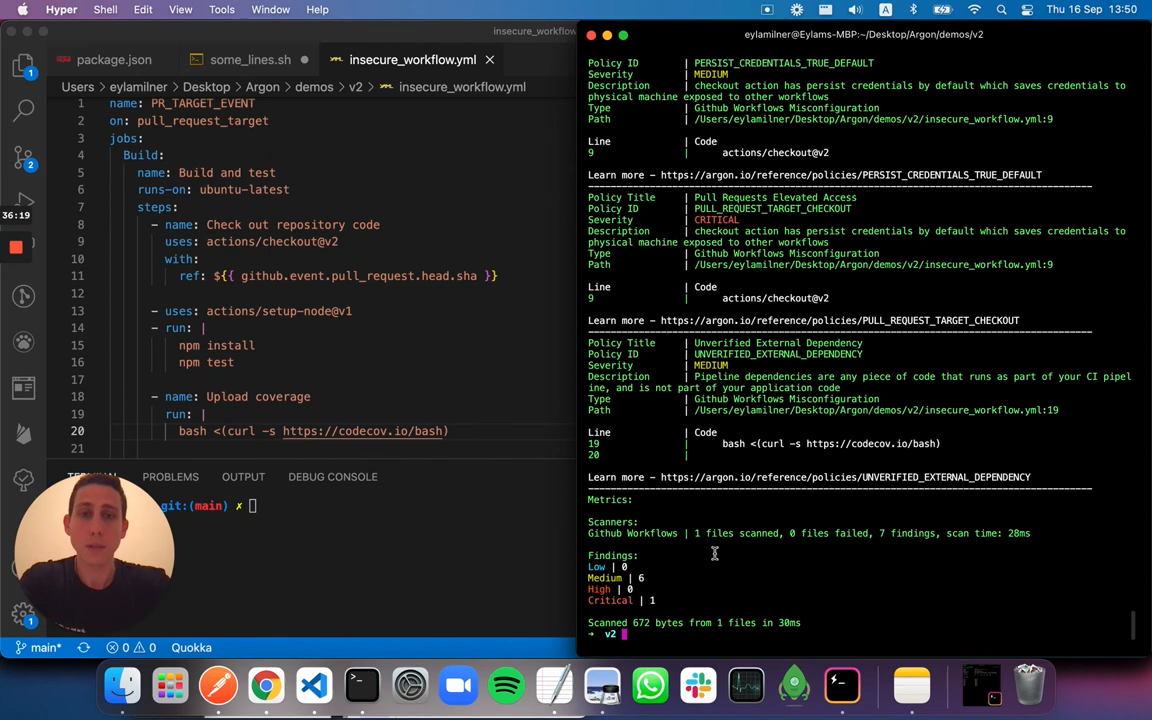 Hyper Shell Edit View Tools Window Help
A
Thu 16 Sep 13:50
insecure_workflow
package.json
some_lines.sh
insecure_workflow.yml
Users > eylamilner > Desktop > Argon > demos > v2 > insecure_workflow.yml
1 name: PR_TARGET_EVENT
2 on: pull_request_target
3 jobs:
4 Build:
5 name: Build and test
6 runs-on: ubuntu-latest
7 steps:
8 - name: Check out repository code
9 uses: actions/checkout@v2
10 with:
11 ref: ${{ github.event.pull_request.head.sha }}
12
13 - uses: actions/setup-node@v1
14 - run: |
15 npm install
16 npm test
17
18 - name: Upload coverage
19 run: |
20 bash <(curl -s https://codecov.io/bash)
21
1
2
36:19
1
PROBLEMS OUTPUT DEBUG CONSOLE
git:(main) ✗
main* 0 0 Quokka
eylamilner@Eylams-MBP:~/Desktop/Argon/demos/v2
Policy ID | PERSIST_CREDENTIALS_TRUE_DEFAULT
Severity | MEDIUM
Description | checkout action has persist credentials by default which saves credentials to
physical machine exposed to other workflows
Type | Github Workflows Misconfiguration
Path | /Users/eylamilner/Desktop/Argon/demos/v2/insecure_workflow.yml:9
Line | Code
9 | actions/checkout@v2
Learn more - https://argon.io/reference/policies/PERSIST_CREDENTIALS_TRUE_DEFAULT
Policy Title | Pull Requests Elevated Access
Policy ID | PULL_REQUEST_TARGET_CHECKOUT
Severity | CRITICAL
Description | checkout action has persist credentials by default which saves credentials to
physical machine exposed to other workflows
Type | Github Workflows Misconfiguration
Path | /Users/eylamilner/Desktop/Argon/demos/v2/insecure_workflow.yml:9
Line | Code
9 | actions/checkout@v2
Learn more - https://argon.io/reference/policies/PULL_REQUEST_TARGET_CHECKOUT
Policy Title | Unverified External Dependency
Policy ID | UNVERIFIED_EXTERNAL_DEPENDENCY
Severity | MEDIUM
Description | Pipeline dependencies are any piece of code that runs as part of your CI pipel
ine, and is not part of your application code
Type | Github Workflows Misconfiguration
Path | /Users/eylamilner/Desktop/Argon/demos/v2/insecure_workflow.yml:19
Line | Code
19 | bash <(curl -s https://codecov.io/bash)
20 |
Learn more - https://argon.io/reference/policies/UNVERIFIED_EXTERNAL_DEPENDENCY
Metrics:
Scanners:
Github Workflows | 1 files scanned, 0 files failed, 7 findings, scan time: 28ms
Findings:
Low | 0
Medium | 6
High | 0
Critical | 1
Scanned 672 bytes from 1 files in 30ms
→ v2